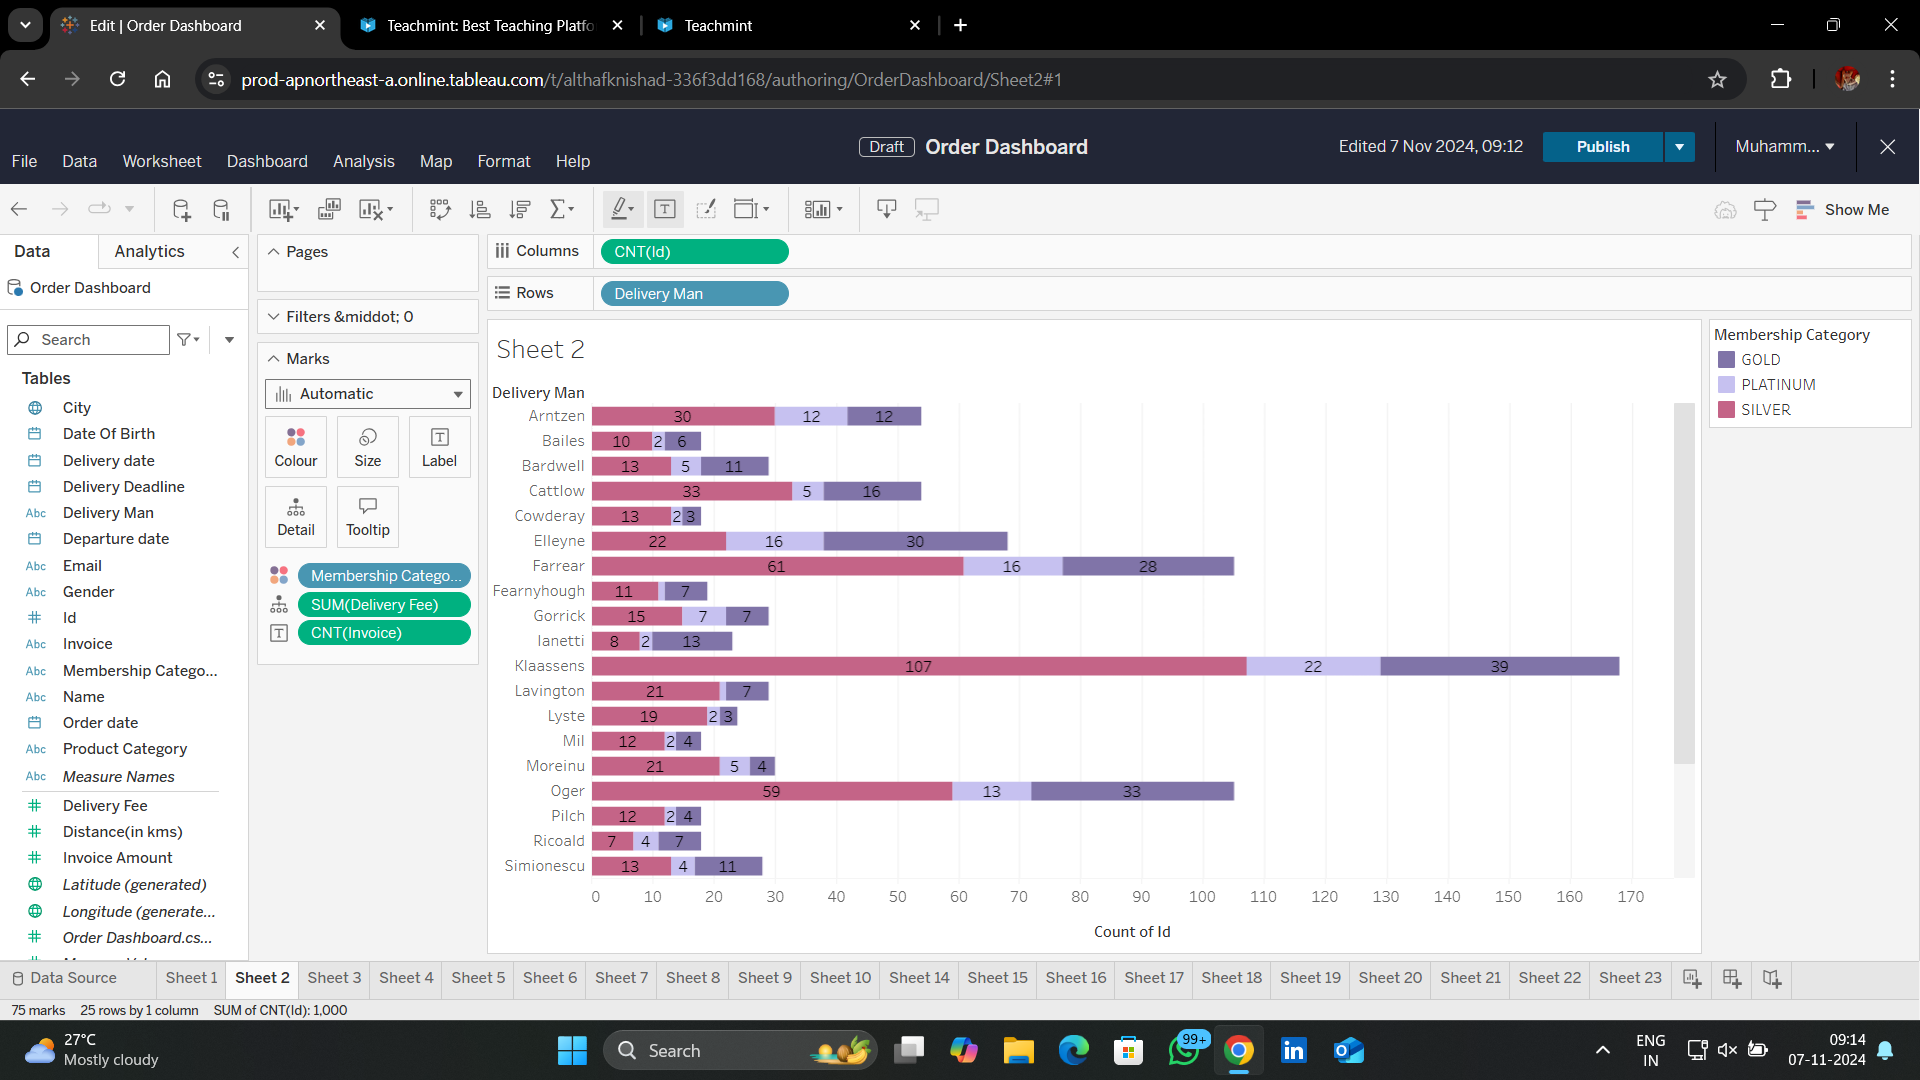 Edit | Order Dashboard
Teachmint: Best Teaching Platfo
Teachmint
prod-apnortheast-a.online.tableau.com/t/althafknishad-336f3dd168/authoring/OrderDashboard/Sheet2#1
File Data Worksheet Dashboard Analysis Map Format Help
Draft Order Dashboard
Edited 7 Nov 2024, 09:12
Publish
Muhamm...
Show Me
Data Analytics
Order Dashboard
Search
Tables
City
Date Of Birth
Delivery date
Delivery Deadline
Abc Delivery Man
Departure date
Abc Email
Abc Gender
Id
Abc Invoice
Abc Membership Catego...
Abc Name
Order date
Abc Product Category
Abc Measure Names
Delivery Fee
Distance(in kms)
Invoice Amount
Latitude (generated)
Longitude (generate...
Order Dashboard.cs...
Pages
Filters &middot; 0
Marks
Automatic
Colour Size Label
Detail Tooltip
Membership Catego...
SUM(Delivery Fee)
CNT(Invoice)
Columns CNT(Id)
Rows Delivery Man
Sheet 2
Delivery Man
Arntzen 30 12 12
Bailes 10 2 6
Bardwell 13 5 11
Cattlow 33 5 16
Cowderay 13 2 3
Elleyne 22 16 30
Farrear 61 16 28
Fearnyhough 11 7
Gorrick 15 7 7
Ianetti 8 2 13
Klaassens 107 22 39
Lavington 21 7
Lyste 19 2 3
Mil 12 2 4
Moreinu 21 5 4
Oger 59 13 33
Pilch 12 2 4
Ricoald 7 4 7
Simionescu 13 4 11
0 10 20 30 40 50 60 70 80 90 100 110 120 130 140 150 160 170
Count of Id
Membership Category
GOLD
PLATINUM
SILVER
Data Source Sheet 1 Sheet 2 Sheet 3 Sheet 4 Sheet 5 Sheet 6 Sheet 7 Sheet 8 Sheet 9 Sheet 10 Sheet 14 Sheet 15 Sheet 16 Sheet 17 Sheet 18 Sheet 19 Sheet 20 Sheet 21 Sheet 22 Sheet 23
75 marks 25 rows by 1 column SUM of CNT(Id): 1,000
27°C
Mostly cloudy
Search
99+
ENG
IN
09:14
07-11-2024